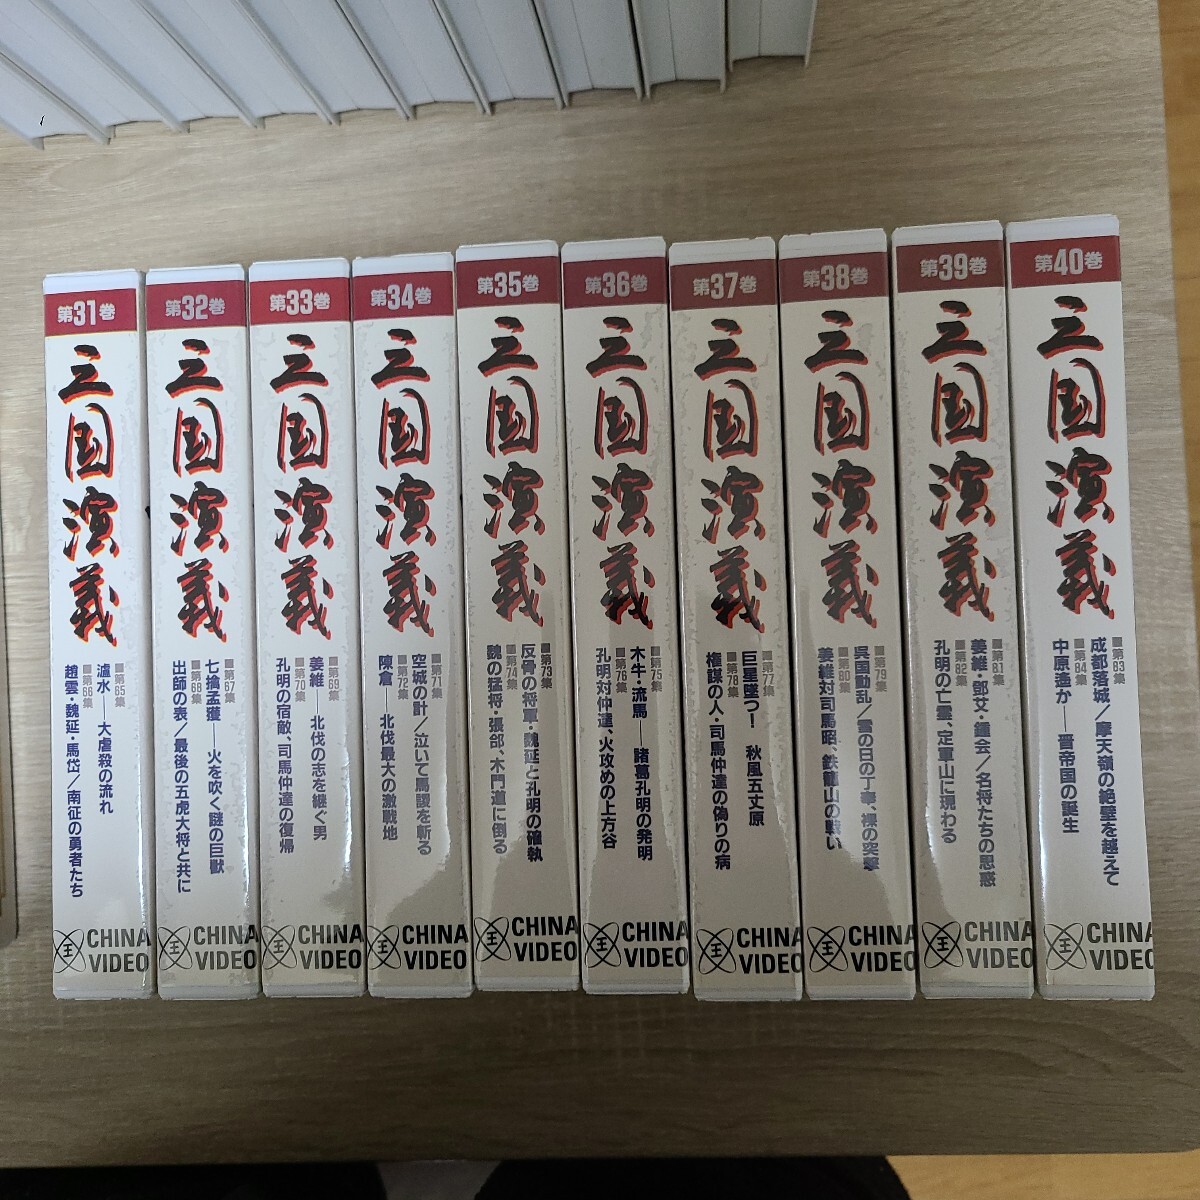 第31巻
三国演義
■第65集
瀘水──大虐殺の流れ
■第66集
趙雲・魏延・馬岱/南征の勇者たち
CHINA
VIDEO
第32巻
三国演義
■第67集
七擒孟獲──火を吹く謎の巨獣
■第68集
出師の表/最後の五虎大将と共に
CHINA
VIDEO
第33巻
三国演義
■第69集
姜維──北伐の志を継ぐ男
■第70集
孔明の宿敵、司馬仲達の復帰
CHINA
VIDEO
第34巻
三国演義
■第71集
空城の計/泣いて馬謖を斬る
■第72集
陳倉──北伐最大の激戦地
CHINA
VIDEO
第35巻
三国演義
■第73集
反骨の将軍・魏延と孔明の確執
■第74集
魏の猛将・張郃、木門道に倒る
CHINA
VIDEO
第36巻
三国演義
■第75集
木牛・流馬──諸葛孔明の発明
■第76集
孔明対仲達、火攻めの上方谷
CHINA
VIDEO
第37巻
三国演義
■第77集
巨星墜つ! 秋風五丈原
■第78集
権謀の人・司馬仲達の偽りの病
CHINA
VIDEO
第38巻
三国演義
■第79集
呉国動乱/雪の日の丁奉、裸の突撃
■第80集
姜維対司馬昭、鉄籠山の戦い
CHINA
VIDEO
第39巻
三国演義
■第81集
姜維・鄧艾・鍾会/名将たちの思惑
■第82集
孔明の亡霊、定軍山に現わる
CHINA
VIDEO
第40巻
三国演義
■第83集
成都落城/摩天嶺の絶壁を越えて
■第84集
中原遥か──晋帝国の誕生
CHINA
VIDEO